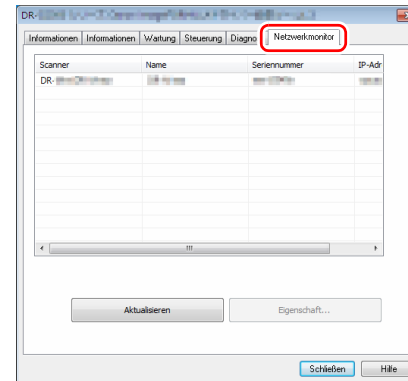 DR-
Informationen Informationen Wartung Steuerung Diagno Netzwerkmonitor
Scanner Name Seriennummer IP-Adr
DR-
Aktualisieren Eigenschaft...
Schließen Hilfe